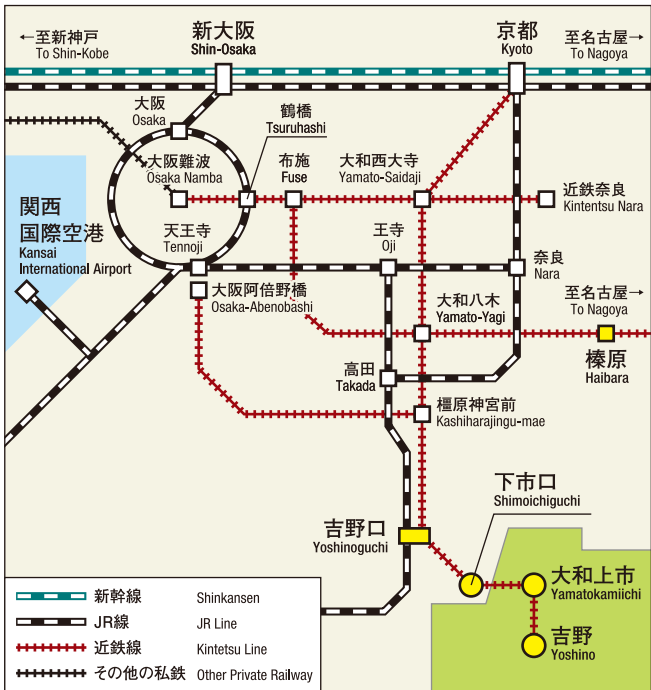 ←至新神戸
To Shin-Kobe
新大阪
Shin-Osaka
京都
Kyoto
至名古屋→
To Nagoya
大阪
Osaka
鶴橋
Tsuruhashi
大阪難波
Osaka Namba
布施
Fuse
大和西大寺
Yamato-Saidaji
近鉄奈良
Kintentsu Nara
関西
国際空港
Kansai
International Airport
天王寺
Tennoji
王寺
Oji
奈良
Nara
大阪阿倍野橋
Osaka-Abenobashi
大和八木
Yamato-Yagi
至名古屋→
To Nagoya
榛原
Haibara
高田
Takada
橿原神宮前
Kashiharajingu-mae
下市口
Shimoichiguchi
吉野口
Yoshinoguchi
大和上市
Yamatokamiichi
吉野
Yoshino
新幹線 Shinkansen
JR線 JR Line
近鉄線 Kintetsu Line
その他の私鉄 Other Private Railway